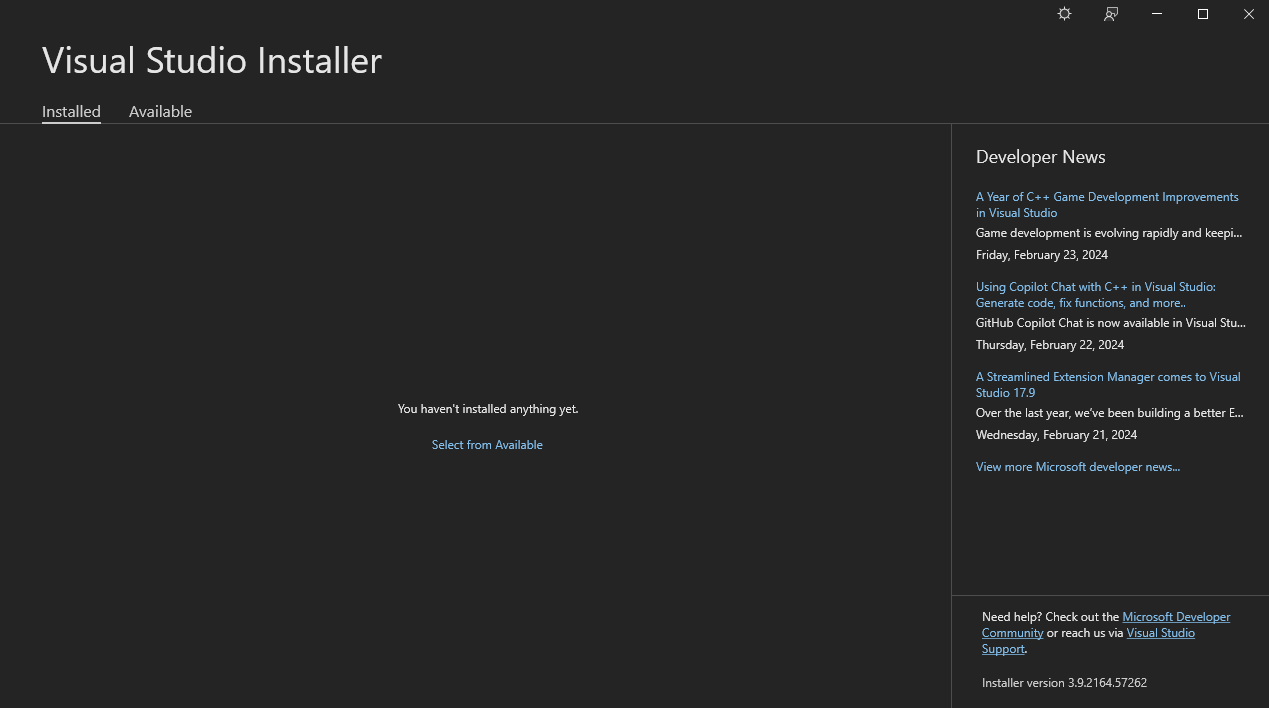 Visual Studio Installer
Installed
Available
You haven't installed anything yet.
Select from Available
Developer News
A Year of C++ Game Development Improvements
in Visual Studio
Game development is evolving rapidly and keepi...
Friday, February 23, 2024
Using Copilot Chat with C++ in Visual Studio:
Generate code, fix functions, and more..
GitHub Copilot Chat is now available in Visual Stu...
Thursday, February 22, 2024
A Streamlined Extension Manager comes to Visual
Studio 17.9
Over the last year, we’ve been building a better E...
Wednesday, February 21, 2024
View more Microsoft developer news...
Need help? Check out the Microsoft Developer
Community or reach us via Visual Studio
Support.
Installer version 3.9.2164.57262